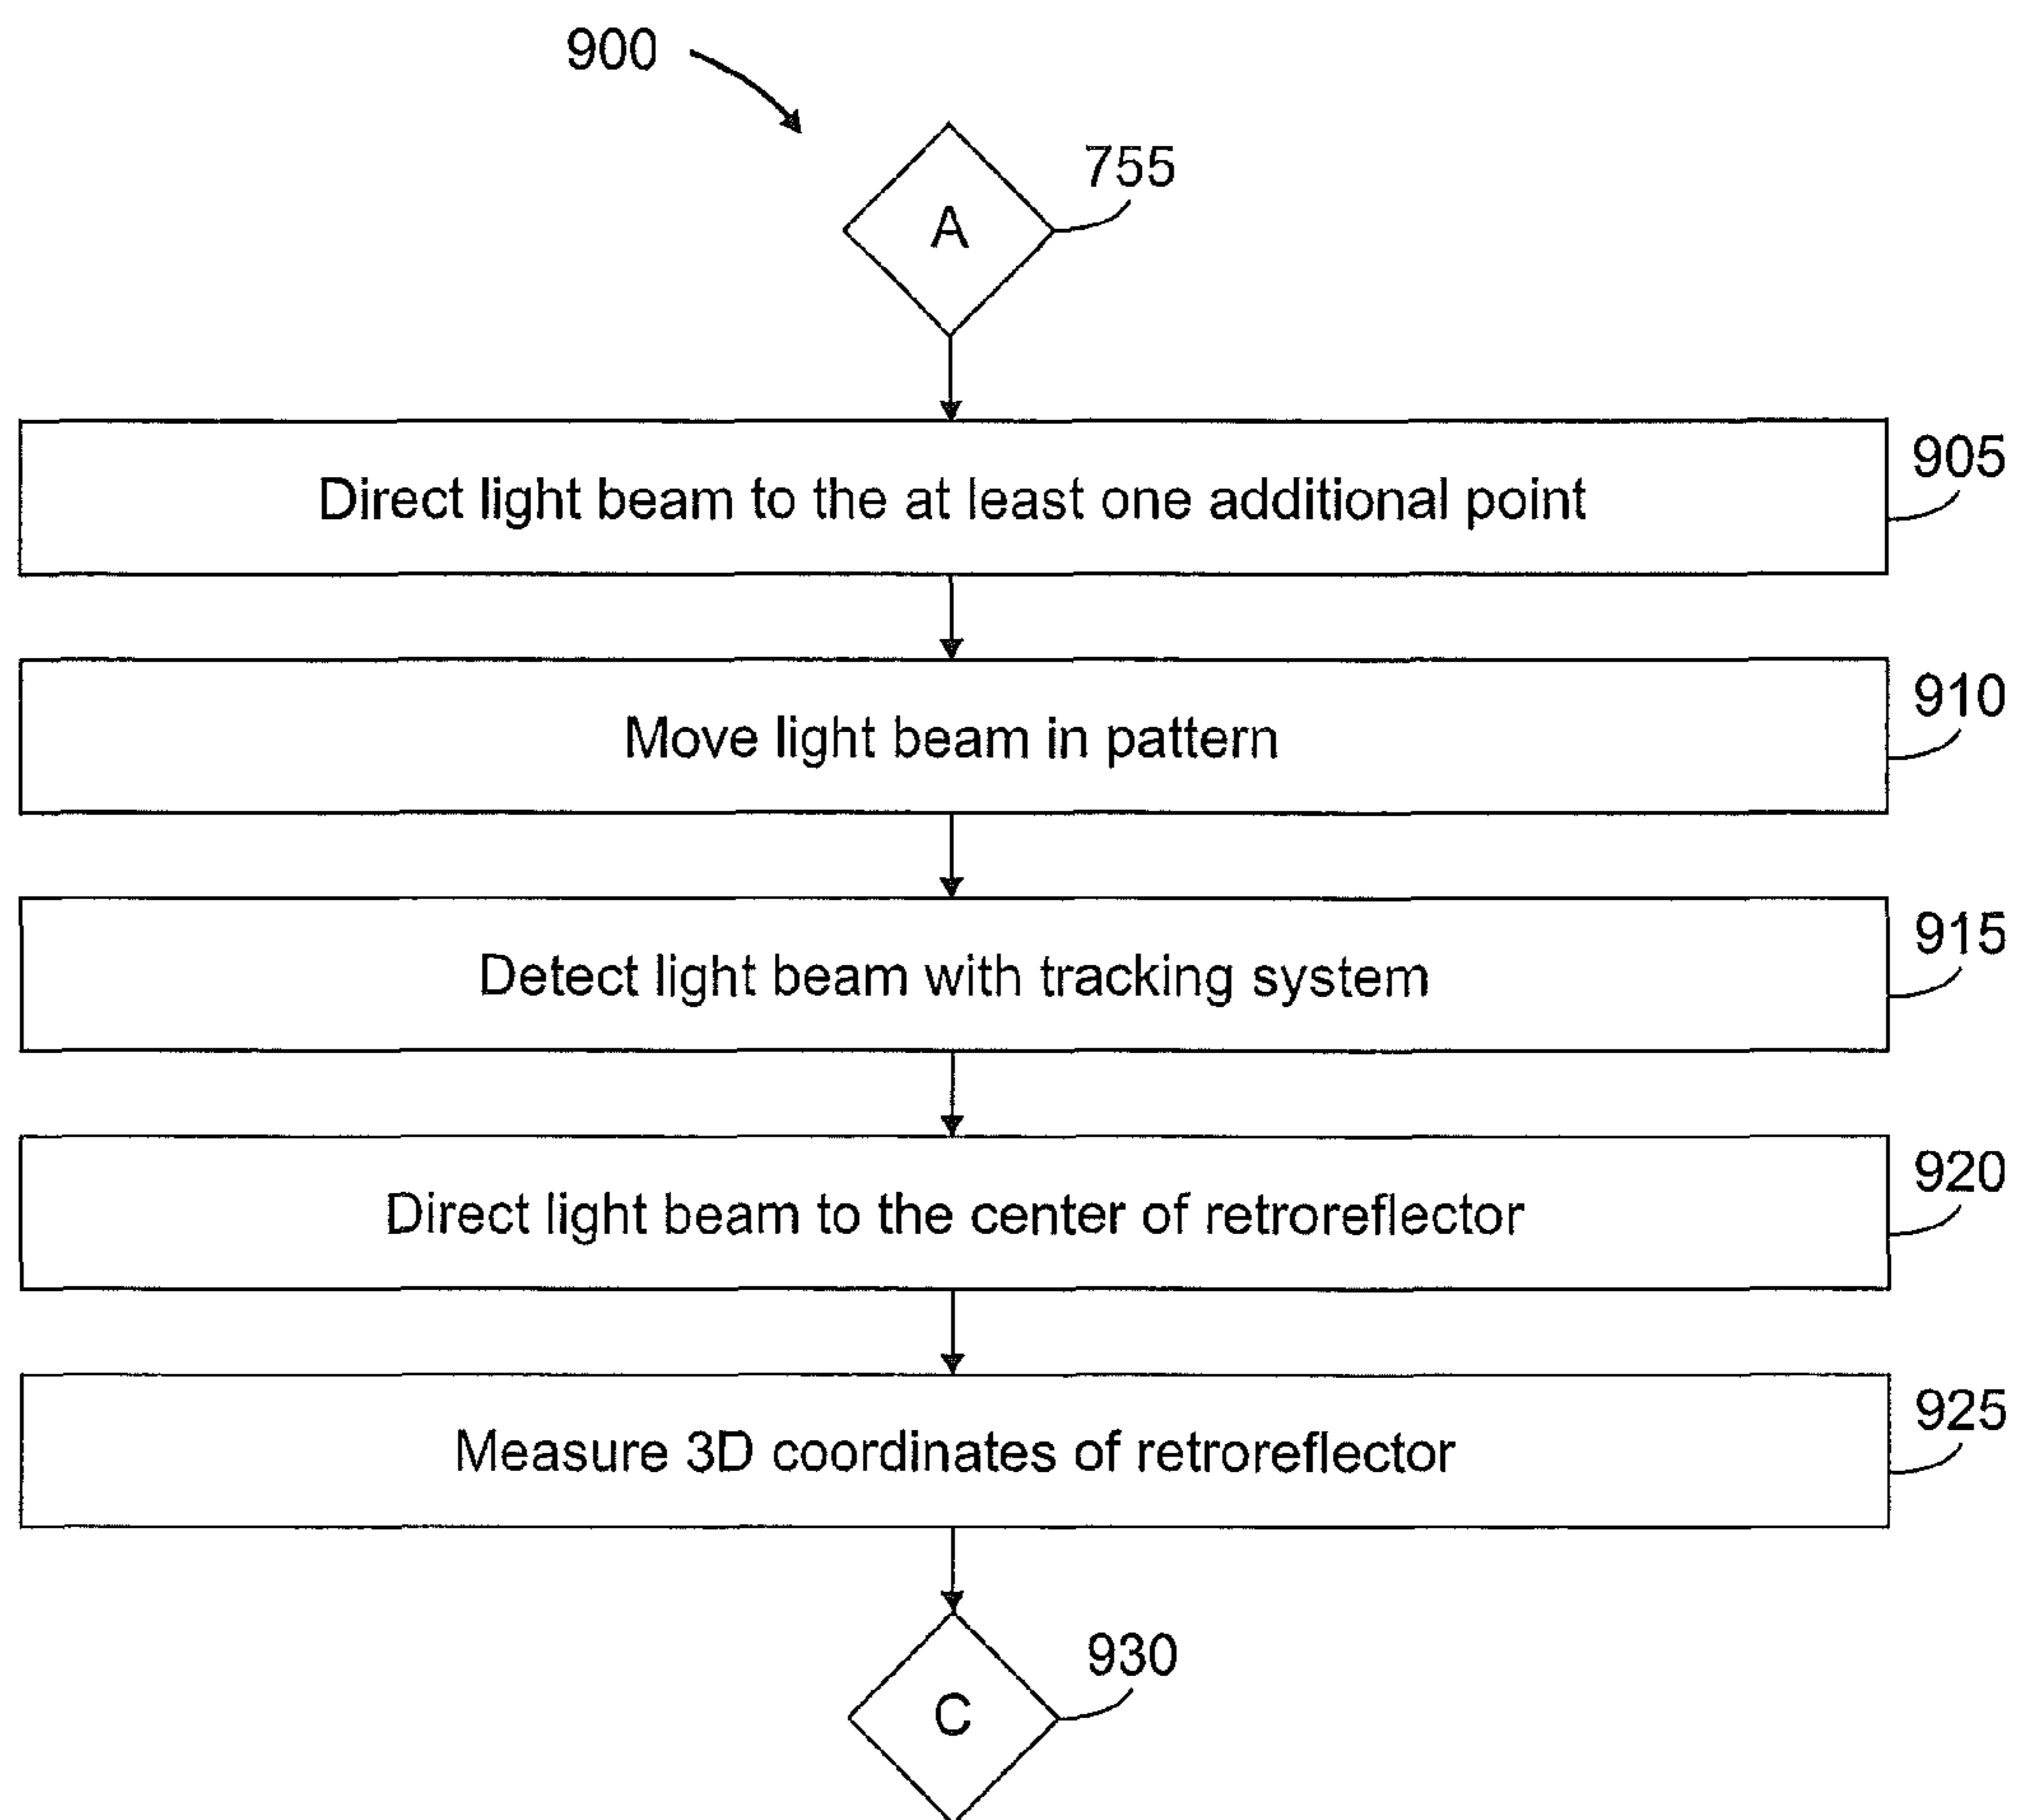 900
755
A
905
Direct light beam to the at least one additional point
910
Move light beam in pattern
915
Detect light beam with tracking system
920
Direct light beam to the center of retroreflector
925
Measure 3D coordinates of retroreflector
930
C